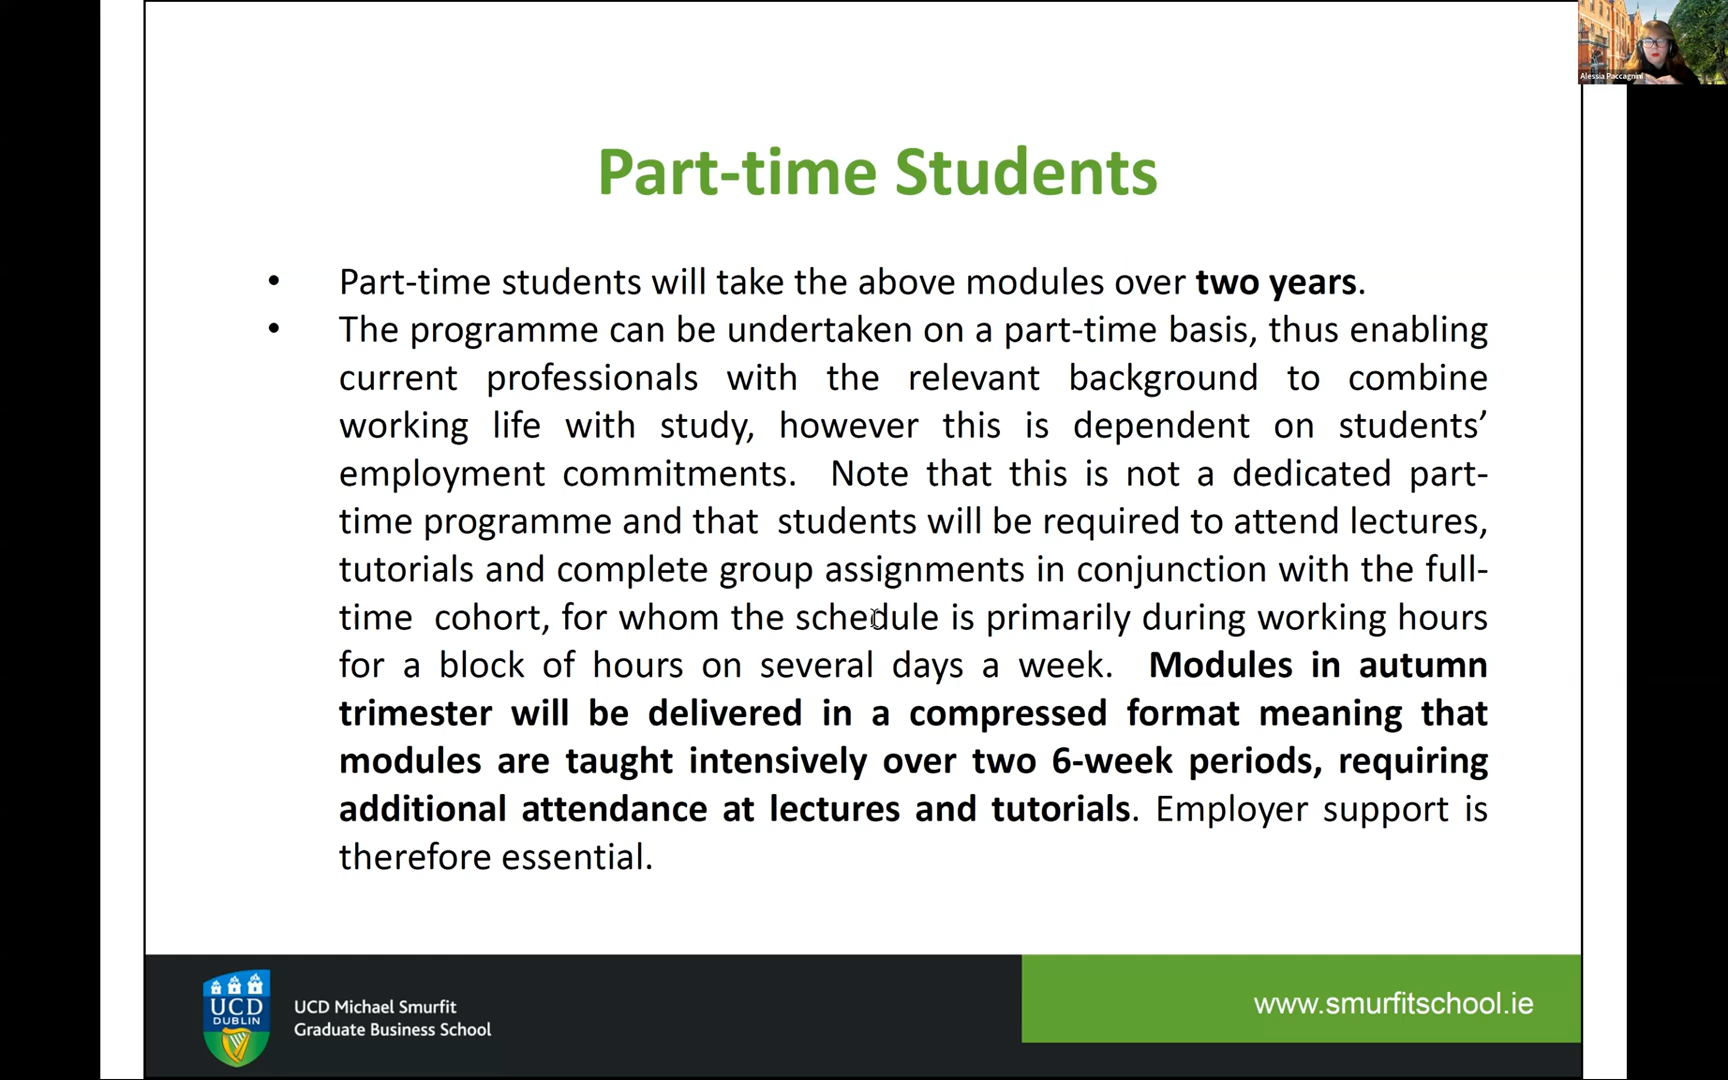 Alessia Paccagnini
Part-time Students
• Part-time students will take the above modules over two years.
• The programme can be undertaken on a part-time basis, thus enabling
current professionals with the relevant background to combine
working life with study, however this is dependent on students’
employment commitments. Note that this is not a dedicated part-
time programme and that students will be required to attend lectures,
tutorials and complete group assignments in conjunction with the full-
time cohort, for whom the schedule is primarily during working hours
for a block of hours on several days a week. Modules in autumn
trimester will be delivered in a compressed format meaning that
modules are taught intensively over two 6-week periods, requiring
additional attendance at lectures and tutorials. Employer support is
therefore essential.
UCD
DUBLIN
UCD Michael Smurfit
Graduate Business School
www.smurfitschool.ie